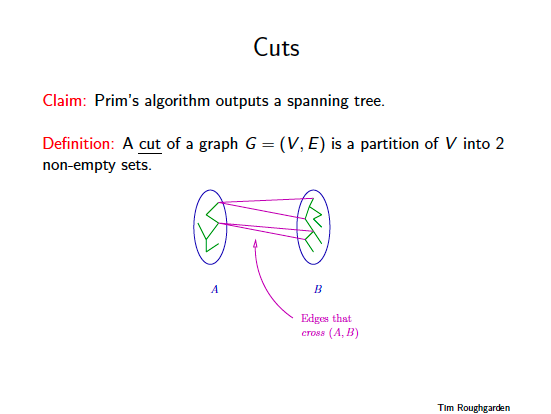 Cuts
Claim: Prim's algorithm outputs a spanning tree.
Definition: A cut of a graph G = (V, E) is a partition of V into 2
non-empty sets.
A
B
Edges that
cross (A, B)
Tim Roughgarden